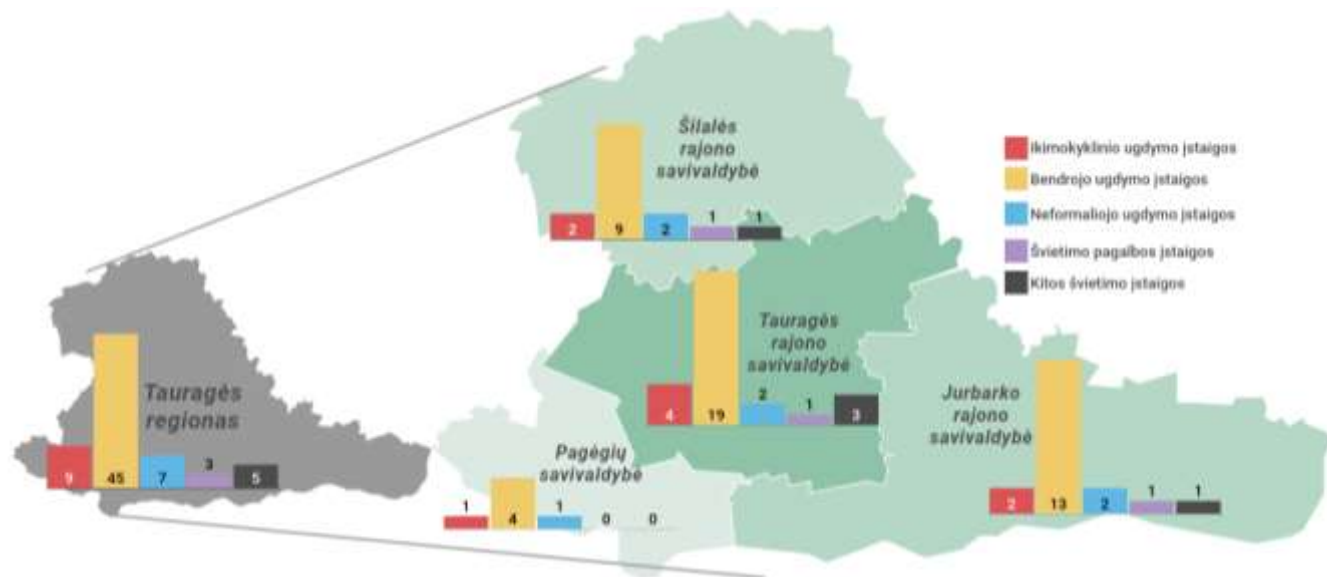 Šilalės
rajono
savivaldybė
2
9
2
1
1
Ikimokyklinio ugdymo įstaigos
Bendrojo ugdymo įstaigos
Neformaliojo ugdymo įstaigos
Švietimo pagalbos įstaigos
Kitos švietimo įstaigos
Tauragės
rajono
savivaldybė
4
19
2
1
3
Tauragės
regionas
9
45
7
3
5
Pagėgių
savivaldybė
1
4
1
0
0
Jurbarko
rajono
savivaldybė
2
13
2
1
1